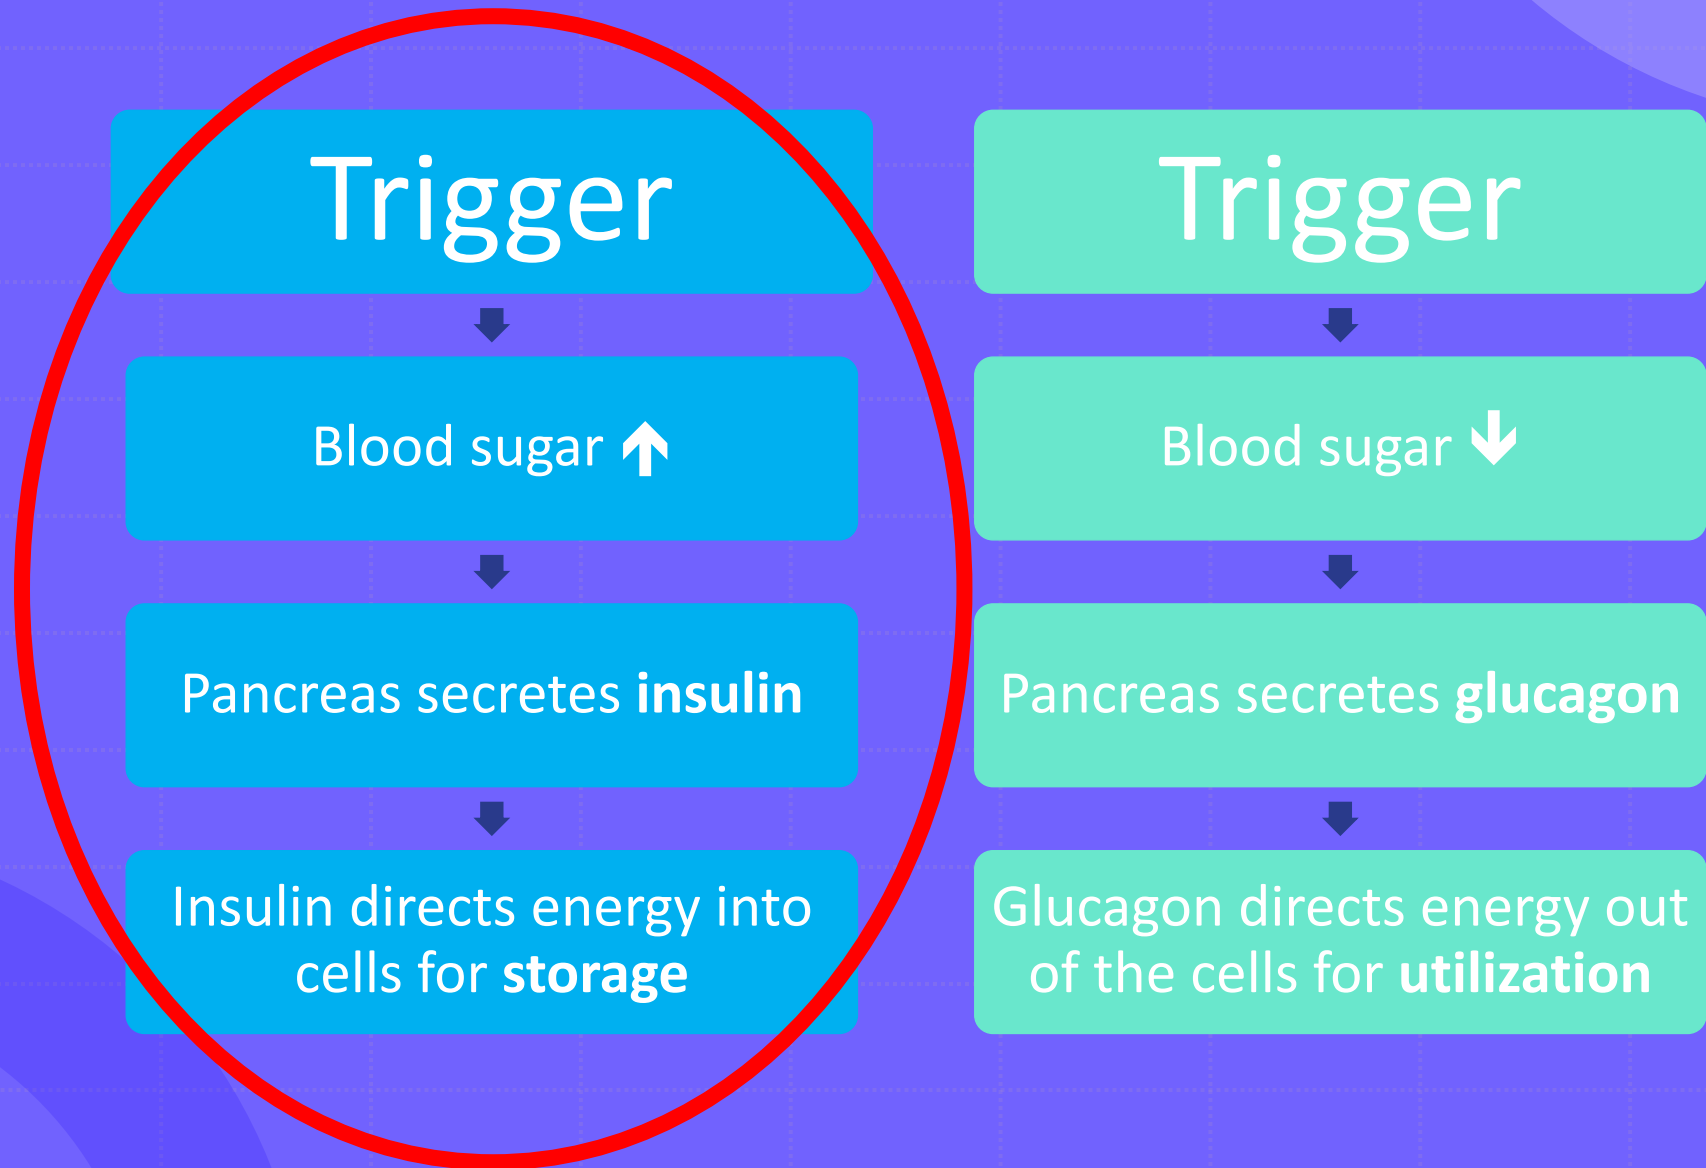 Trigger
Blood sugar ↑
Pancreas secretes insulin
Insulin directs energy into
cells for storage
Trigger
Blood sugar ↓
Pancreas secretes glucagon
Glucagon directs energy out
of the cells for utilization